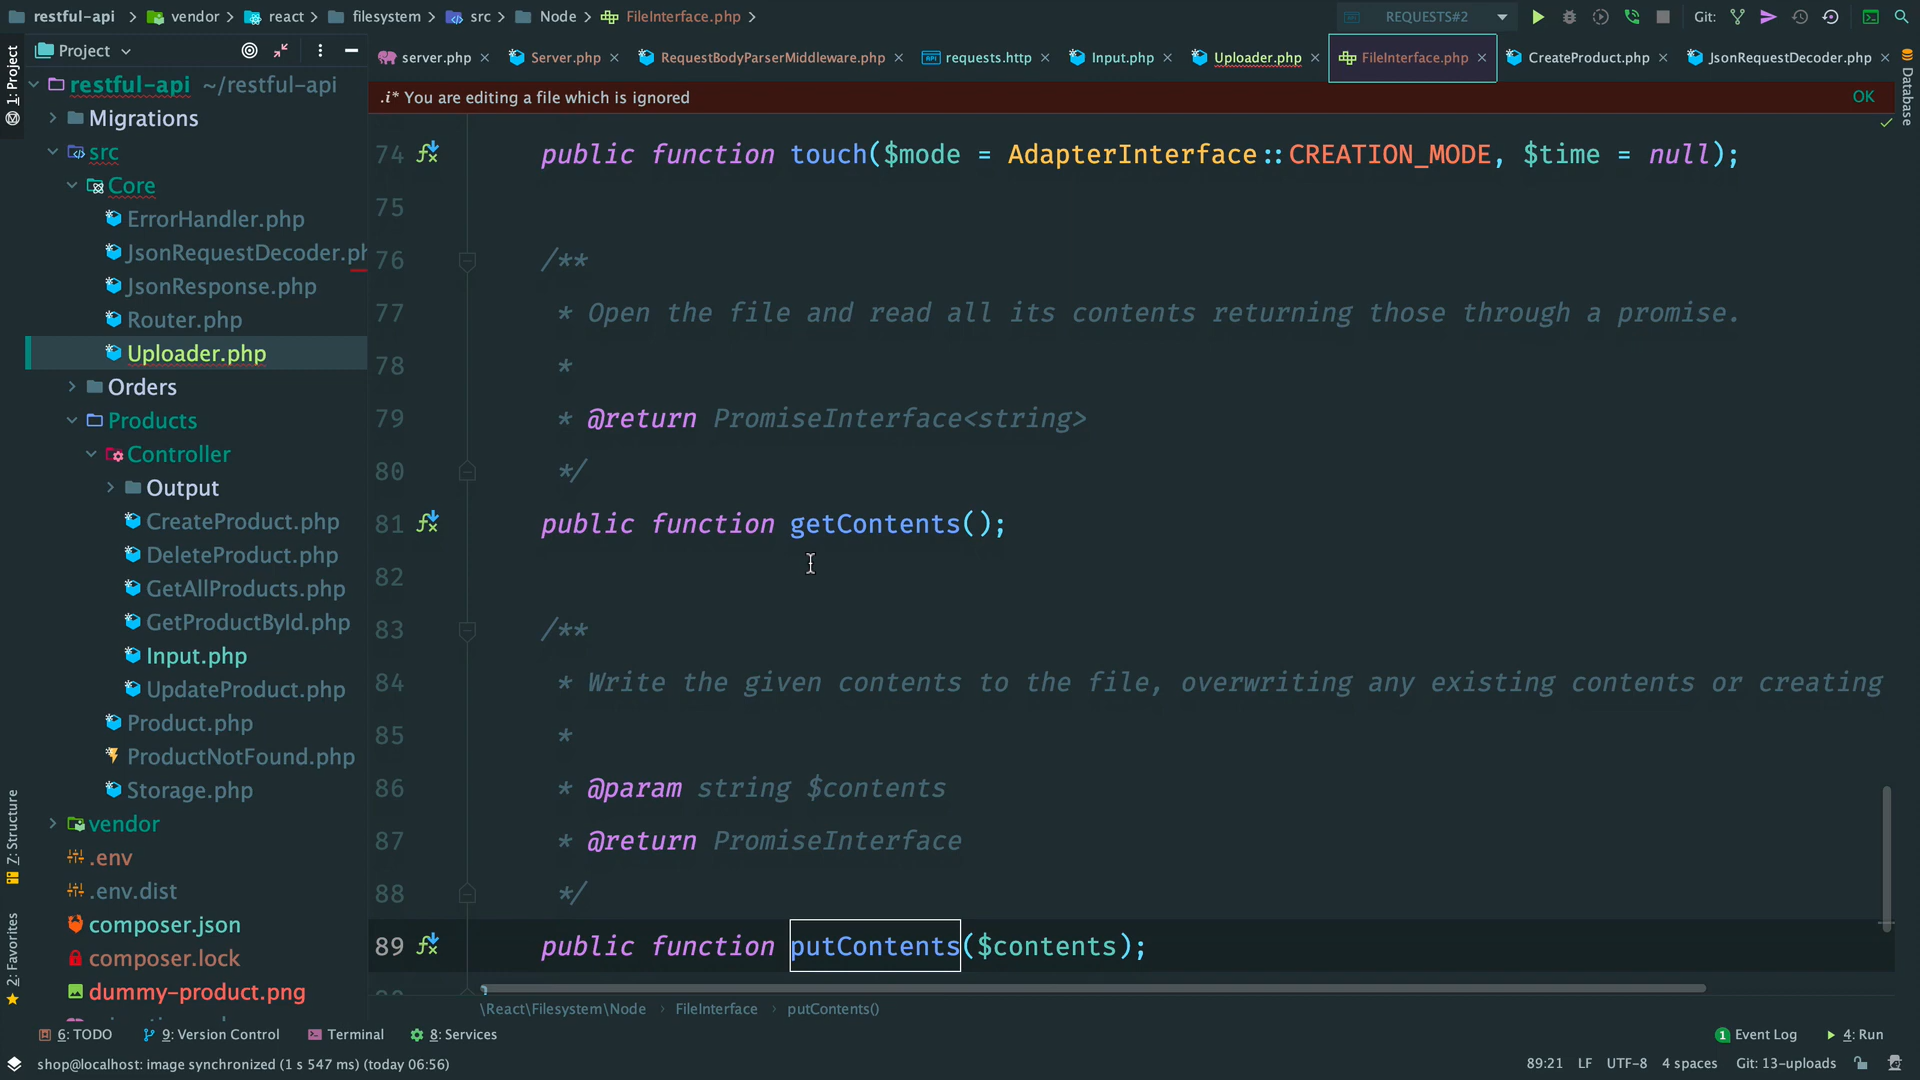 restful-api
vendor
react
filesystem
src
Node
FileInterface.php
REQUESTS#2
Git:
Project
server.php
Server.php
RequestBodyParserMiddleware.php
requests.http
Input.php
Uploader.php
FileInterface.php
CreateProduct.php
JsonRequestDecoder.php
1: Project
Database
.i* You are editing a file which is ignored
OK
restful-api ~/restful-api
Migrations
src
Core
ErrorHandler.php
JsonRequestDecoder.ph
JsonResponse.php
Router.php
Uploader.php
Orders
Products
Controller
Output
CreateProduct.php
DeleteProduct.php
GetAllProducts.php
GetProductById.php
Input.php
UpdateProduct.php
Product.php
ProductNotFound.php
Storage.php
vendor
.env
.env.dist
composer.json
composer.lock
dummy-product.png
74 public function touch($mode = AdapterInterface::CREATION_MODE, $time = null);
75
76 /**
77 * Open the file and read all its contents returning those through a promise.
78 *
79 * @return PromiseInterface<string>
80 */
81 public function getContents();
82
83 /**
84 * Write the given contents to the file, overwriting any existing contents or creating
85 *
86 * @param string $contents
87 * @return PromiseInterface
88 */
89 public function putContents($contents);
Z: Structure
2: Favorites
\React\Filesystem\Node
FileInterface
putContents()
6: TODO
9: Version Control
Terminal
8: Services
1 Event Log
4: Run
shop@localhost: image synchronized (1 s 547 ms) (today 06:56)
89:21
LF
UTF-8
4 spaces
Git: 13-uploads